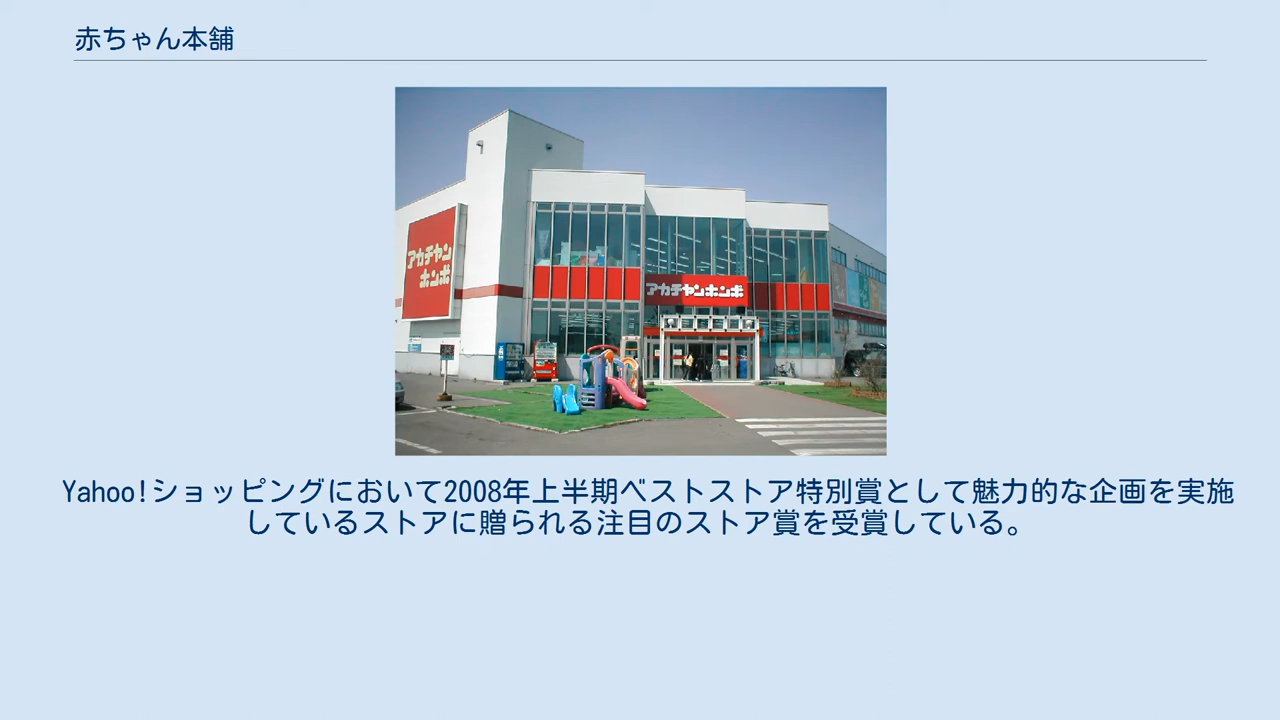 赤ちゃん本舗
アカチャン
ホンポ
アカチャンホンポ
Yahoo!ショッピングにおいて2008年上半期ベストストア特別賞として魅力的な企画を実施
しているストアに贈られる注目のストア賞を受賞している。